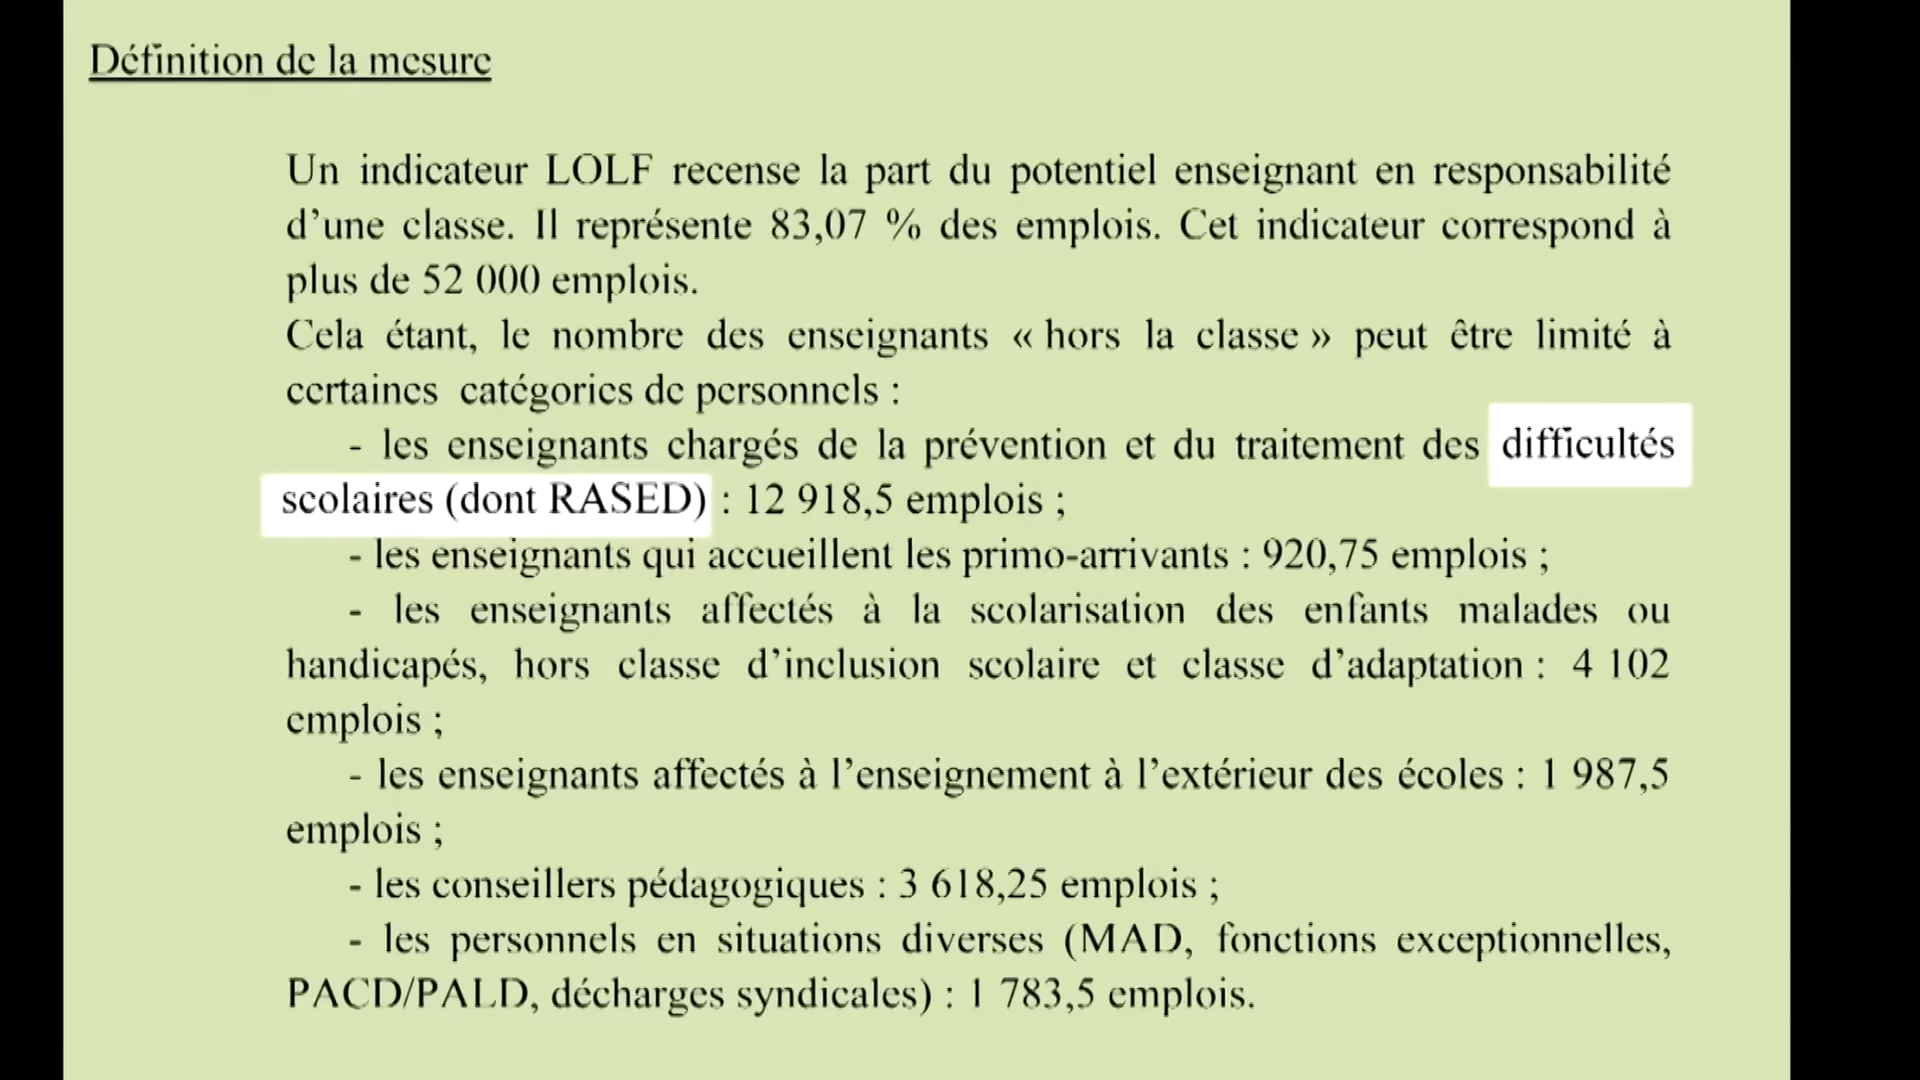 Définition de la mesure
Un indicateur LOLF recense la part du potentiel enseignant en responsabilité
d’une classe. Il représente 83,07 % des emplois. Cet indicateur correspond à
plus de 52 000 emplois.
Cela étant, le nombre des enseignants « hors la classe » peut être limité à
certaines catégories de personnels :
- les enseignants chargés de la prévention et du traitement des difficultés
scolaires (dont RASED) : 12 918,5 emplois ;
- les enseignants qui accueillent les primo-arrivants : 920,75 emplois ;
- les enseignants affectés à la scolarisation des enfants malades ou
handicapés, hors classe d’inclusion scolaire et classe d’adaptation : 4 102
emplois ;
- les enseignants affectés à l’enseignement à l’extérieur des écoles : 1 987,5
emplois ;
- les conseillers pédagogiques : 3 618,25 emplois ;
- les personnels en situations diverses (MAD, fonctions exceptionnelles,
PACD/PALD, décharges syndicales) : 1 783,5 emplois.